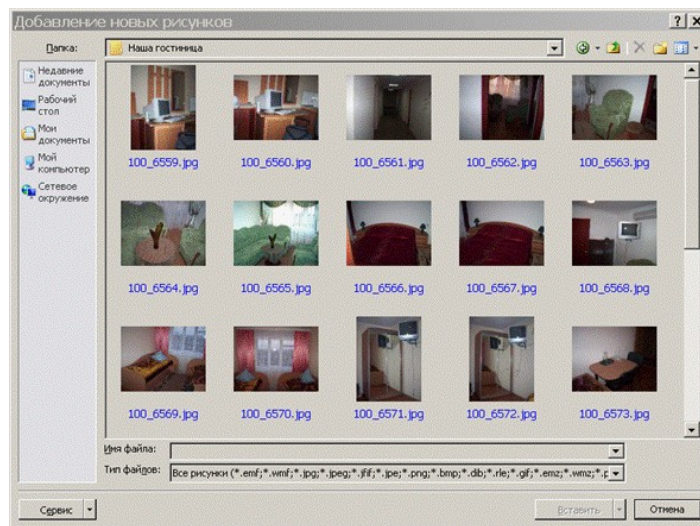 Добавление новых рисунков
Папка: Наша гостиница
Недавние
документы
Рабочий
стол
Мои
документы
Мой
компьютер
Сетевое
окружение
100_6559.jpg 100_6560.jpg 100_6561.jpg 100_6562.jpg 100_6563.jpg
100_6564.jpg 100_6565.jpg 100_6566.jpg 100_6567.jpg 100_6568.jpg
100_6569.jpg 100_6570.jpg 100_6571.jpg 100_6572.jpg 100_6573.jpg
Имя файла:
Тип файлов: Все рисунки (*.emf;*.wmf;*.jpg;*.jpeg;*.jfif;*.jpe;*.png;*.bmp;*.dib;*.rle;*.gif;*.emz;*.wmz;*.p
Сервис Вставить Отмена